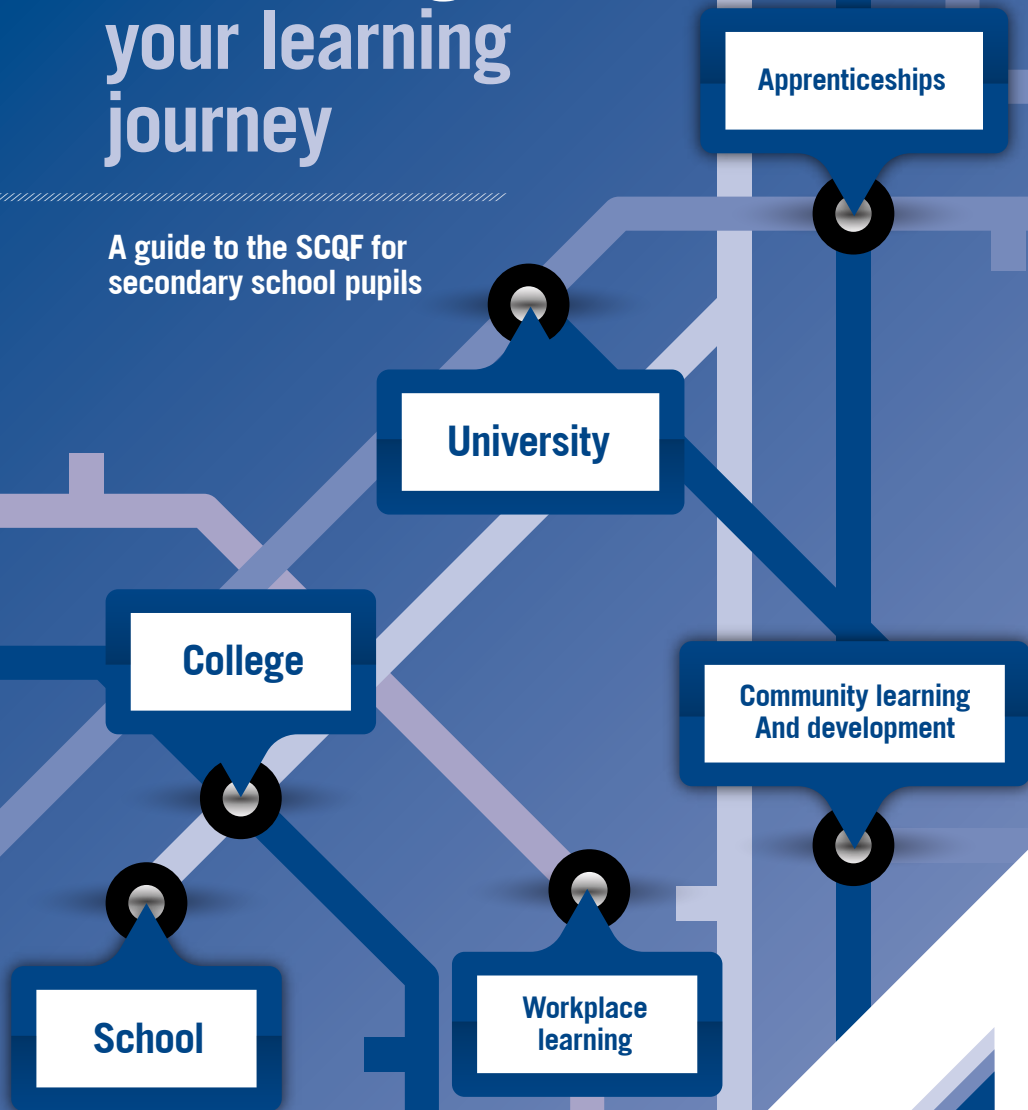 your learning
journey
A guide to the SCQF for
secondary school pupils
Apprenticeships
University
College
Community learning
And development
School
Workplace
learning